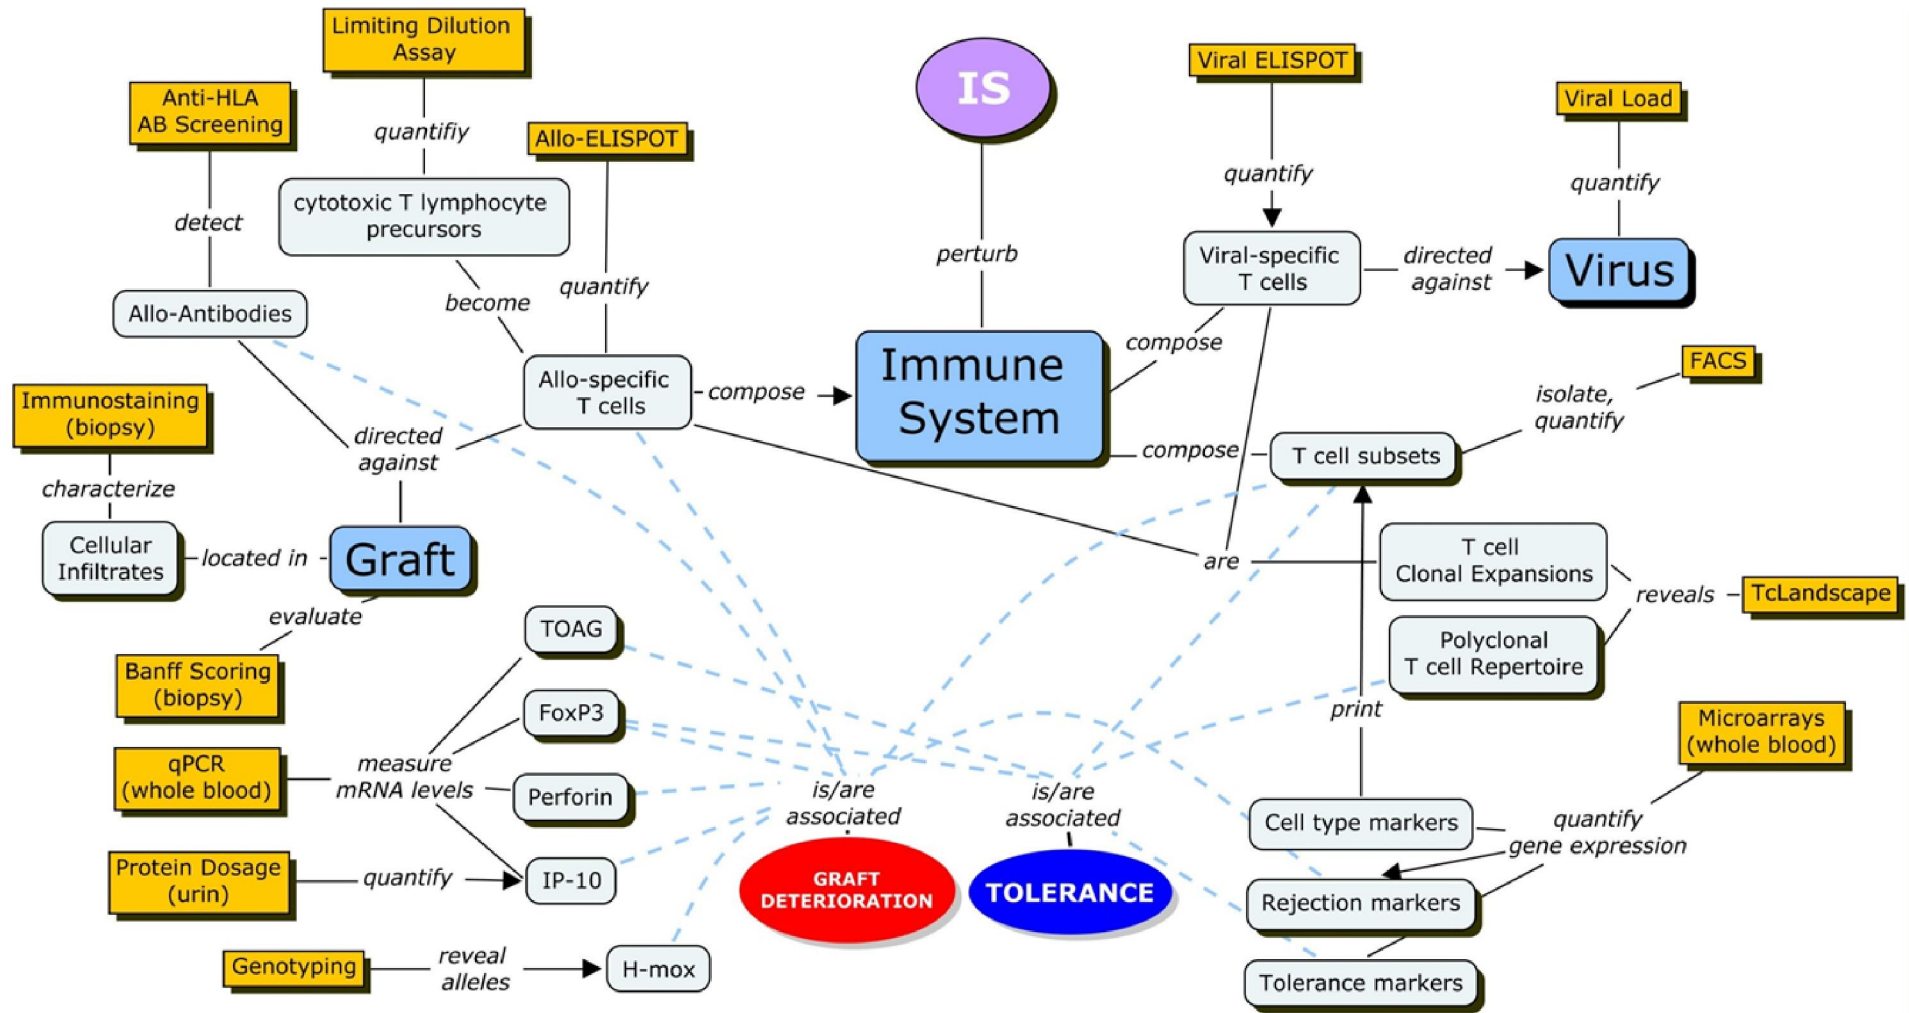 Limiting Dilution
Assay
IS
Viral ELISPOT
Viral Load
Anti-HLA
AB Screening
quantifiy
Allo-ELISPOT
quantify
quantify
detect
cytotoxic T lymphocyte
precursors
perturb
Viral-specific
T cells
directed
against
Virus
quantify
become
Allo-Antibodies
compose
Immune
System
FACS
Allo-specific
T cells
compose
isolate,
quantify
Immunostaining
(biopsy)
directed
against
compose
T cell subsets
characterize
Cellular
Infiltrates
located in
Graft
are
T cell
Clonal Expansions
reveals
TcLandscape
evaluate
TOAG
Polyclonal
T cell Repertoire
Banff Scoring
(biopsy)
FoxP3
print
Microarrays
(whole blood)
qPCR
(whole blood)
measure
mRNA levels
Perforin
is/are
associated
is/are
associated
Cell type markers
quantify
gene expression
Protein Dosage
(urin)
quantify
IP-10
GRAFT
DETERIORATION
TOLERANCE
Rejection markers
Genotyping
reveal
alleles
H-mox
Tolerance markers